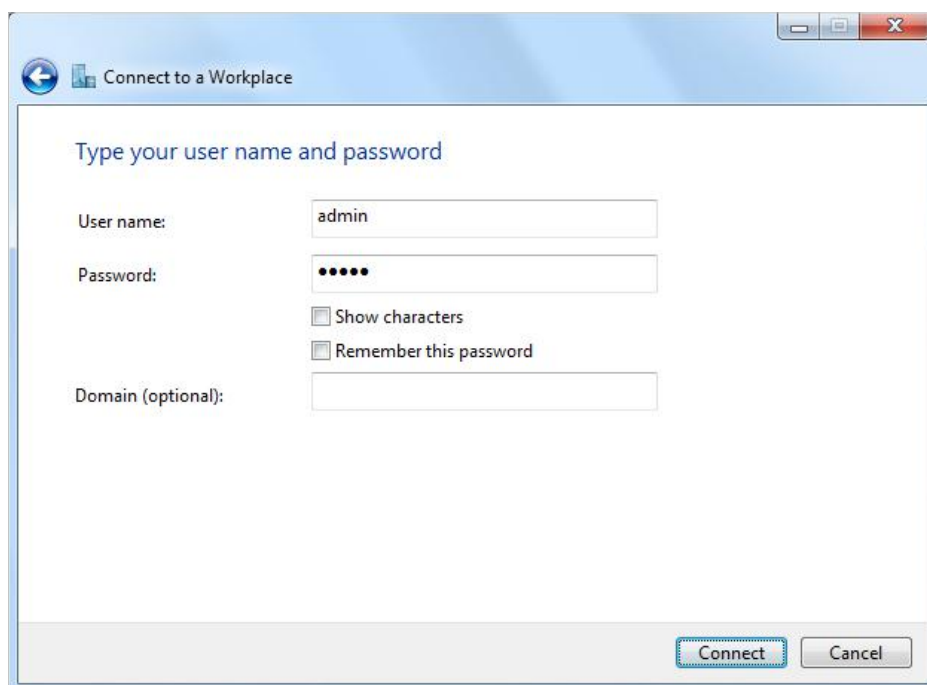 Connect to a Workplace
Type your user name and password
User name: admin
Password: •••••
Show characters
Remember this password
Domain (optional):
Connect Cancel